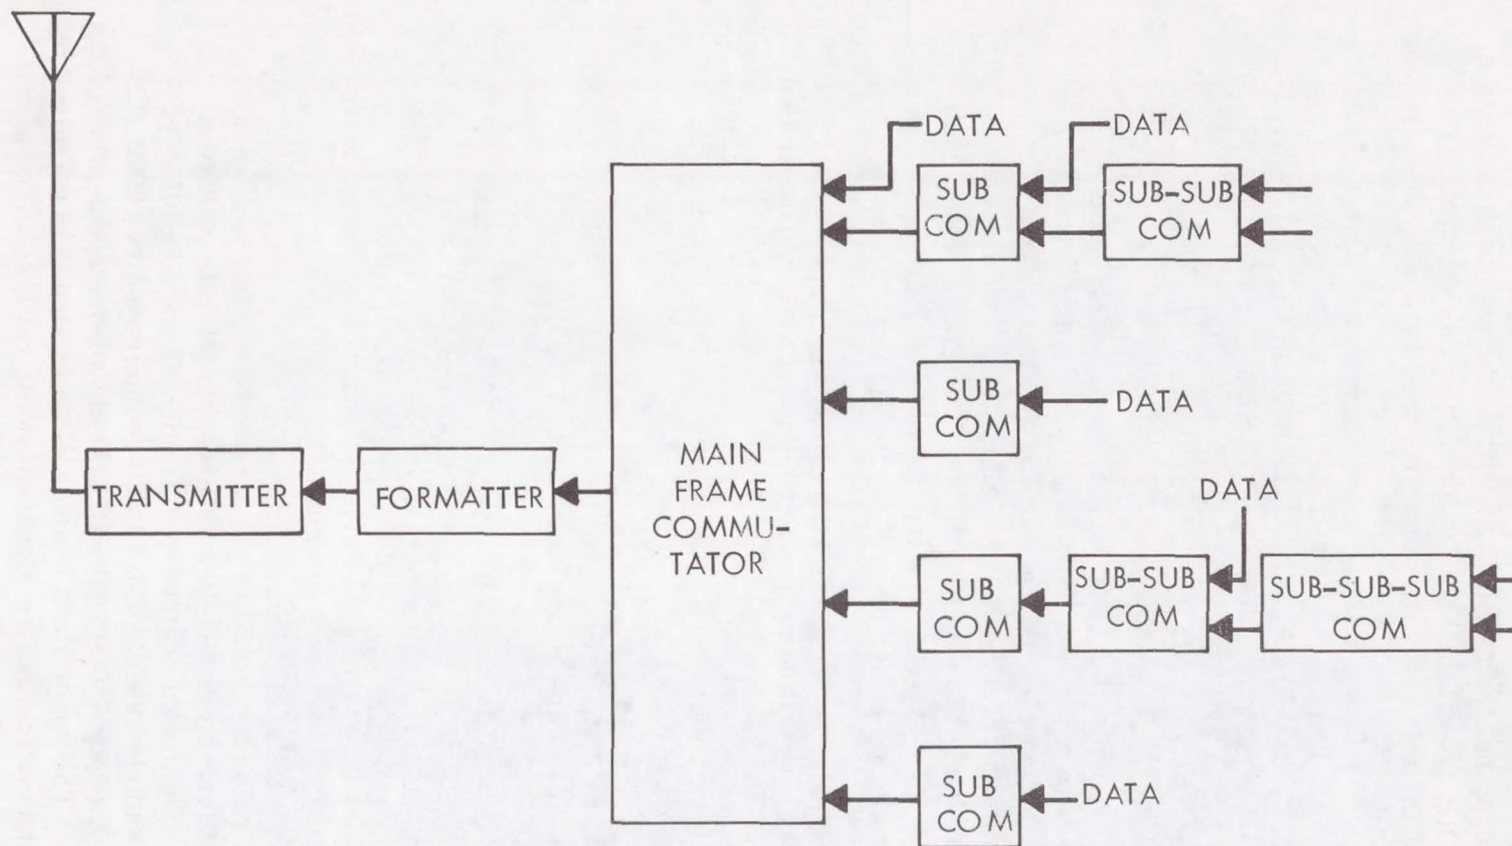 DATA
DATA
SUB
COM
SUB-SUB
COM
SUB
COM
DATA
MAIN
FRAME
COMMU-
TATOR
TRANSMITTER
FORMATTER
DATA
SUB
COM
SUB-SUB
COM
SUB-SUB-SUB
COM
SUB
COM
DATA